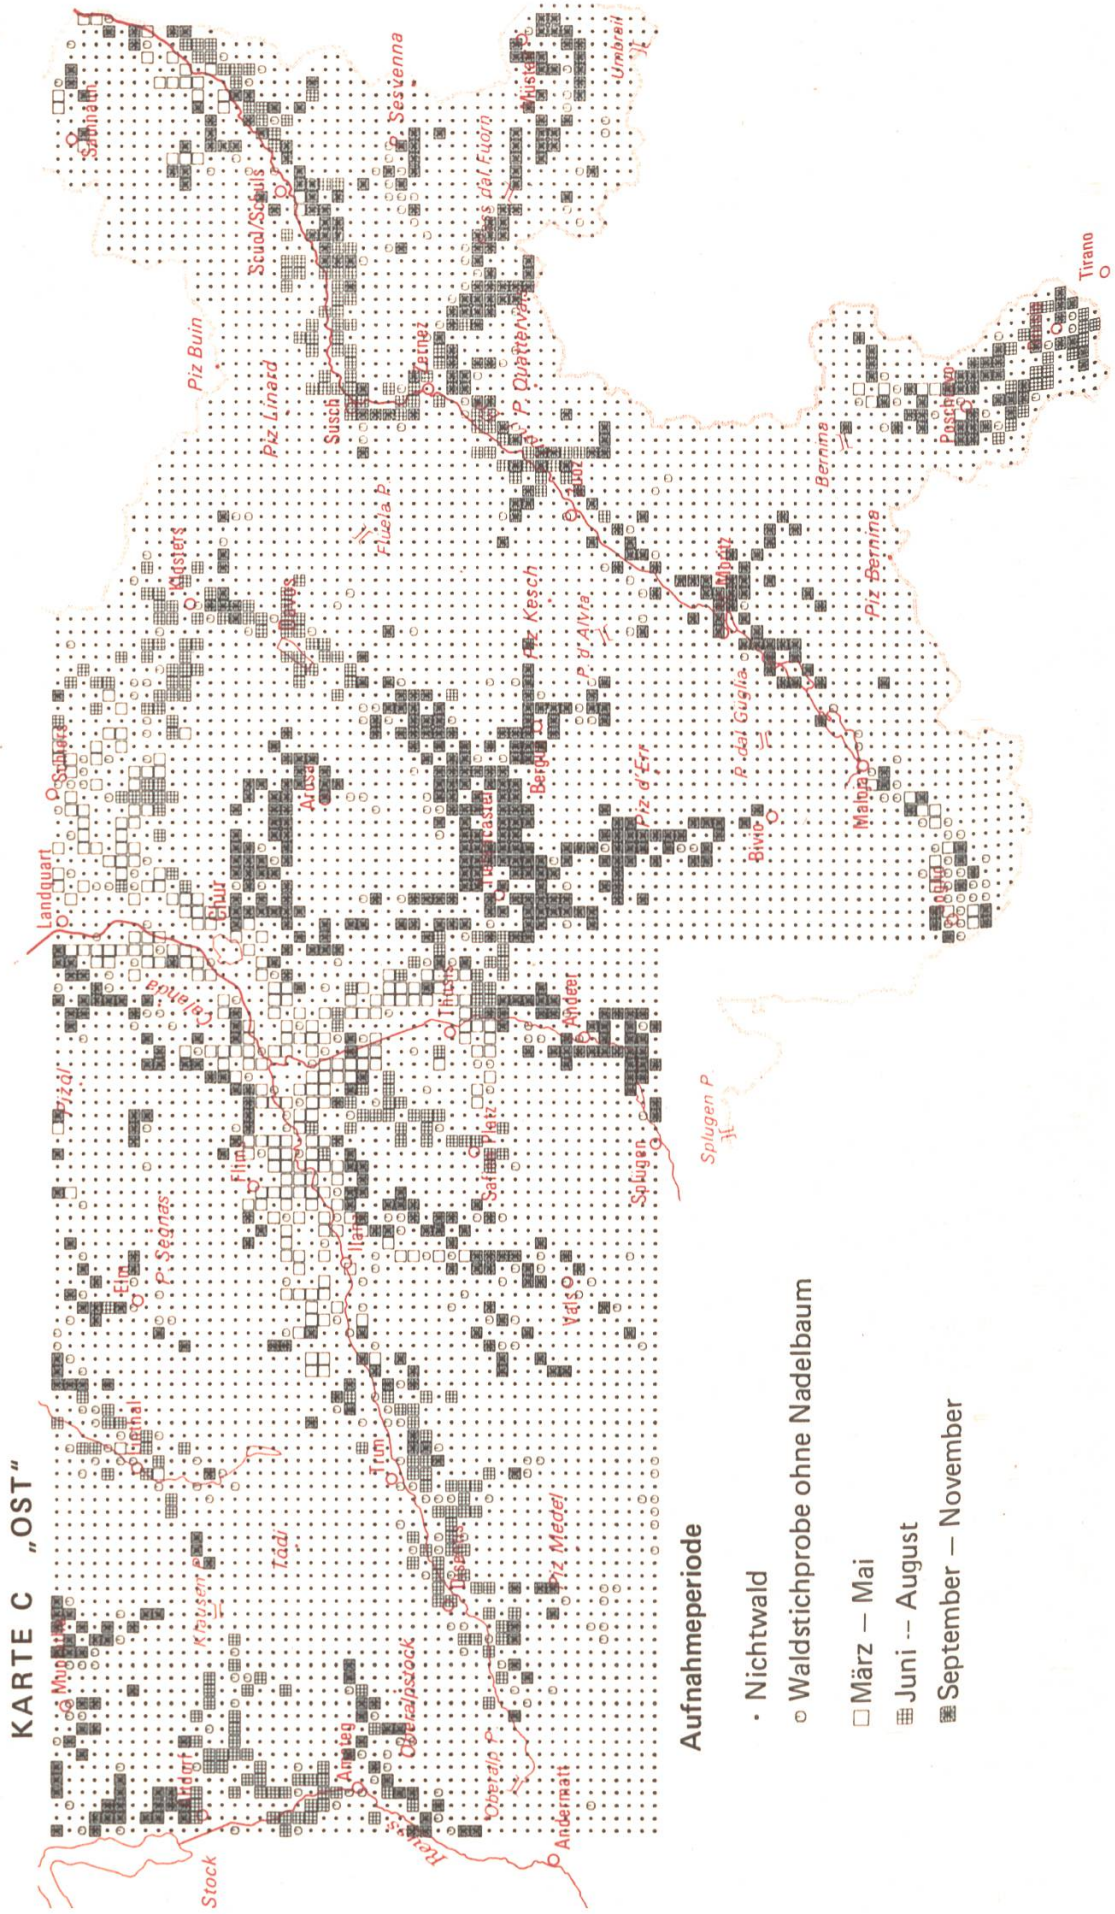 KARTE C „OST"
Landquart
Schiers
Samnaun
Klosters
Piz Buin
Scuol/Schuls
Piz Linard
Susch
P. Sesvenna
Müstair
Umbrail
Pass dal Fuorn
Zernez
P. Quattervals
Fluela P.
Davos
Arosa
Chur
Calanda
Pizol
Elm
P. Segnas
Flims
Linthal
Klausen P.
Tödi
Altdorf
Stock
Amsteg
Oberalpstock
Reuss
Oberalp P.
Andermatt
Disentis
Piz Medel
Trun
Ilanz
Vals
Safien Platz
Thusis
Andeer
Splugen
Splugen P.
Tiefencastel
Bergün
Piz Kesch
P. d'Alvra
Piz d'Err
Bivio
P. dal Güglia
Maloja
St. Moritz
Zuoz
Bernina
Piz Bernina
Poschiavo
Tirano
Aufnahmeperiode
Nichtwald
Waldstichprobe ohne Nadelbaum
März — Mai
Juni --- August
September — November